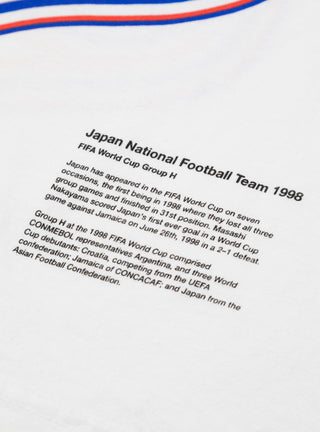 Japan National Football Team 1998
FIFA World Cup Group H
Japan has appeared in the FIFA World Cup on seven
occasions, the first being in 1998 where they lost all three
group games and finished in 31st position. Masashi
Nakayama scored Japan's first ever goal in a World Cup
game against Jamaica on June 26th, 1998 in a 2–1 defeat.
Group H at the 1998 FIFA World Cup comprised
CONMEBOL representatives Argentina, and three World
Cup debutants: Croatia, competing from the UEFA
confederation; Jamaica of CONCACAF; and Japan from the
Asian Football Confederation.